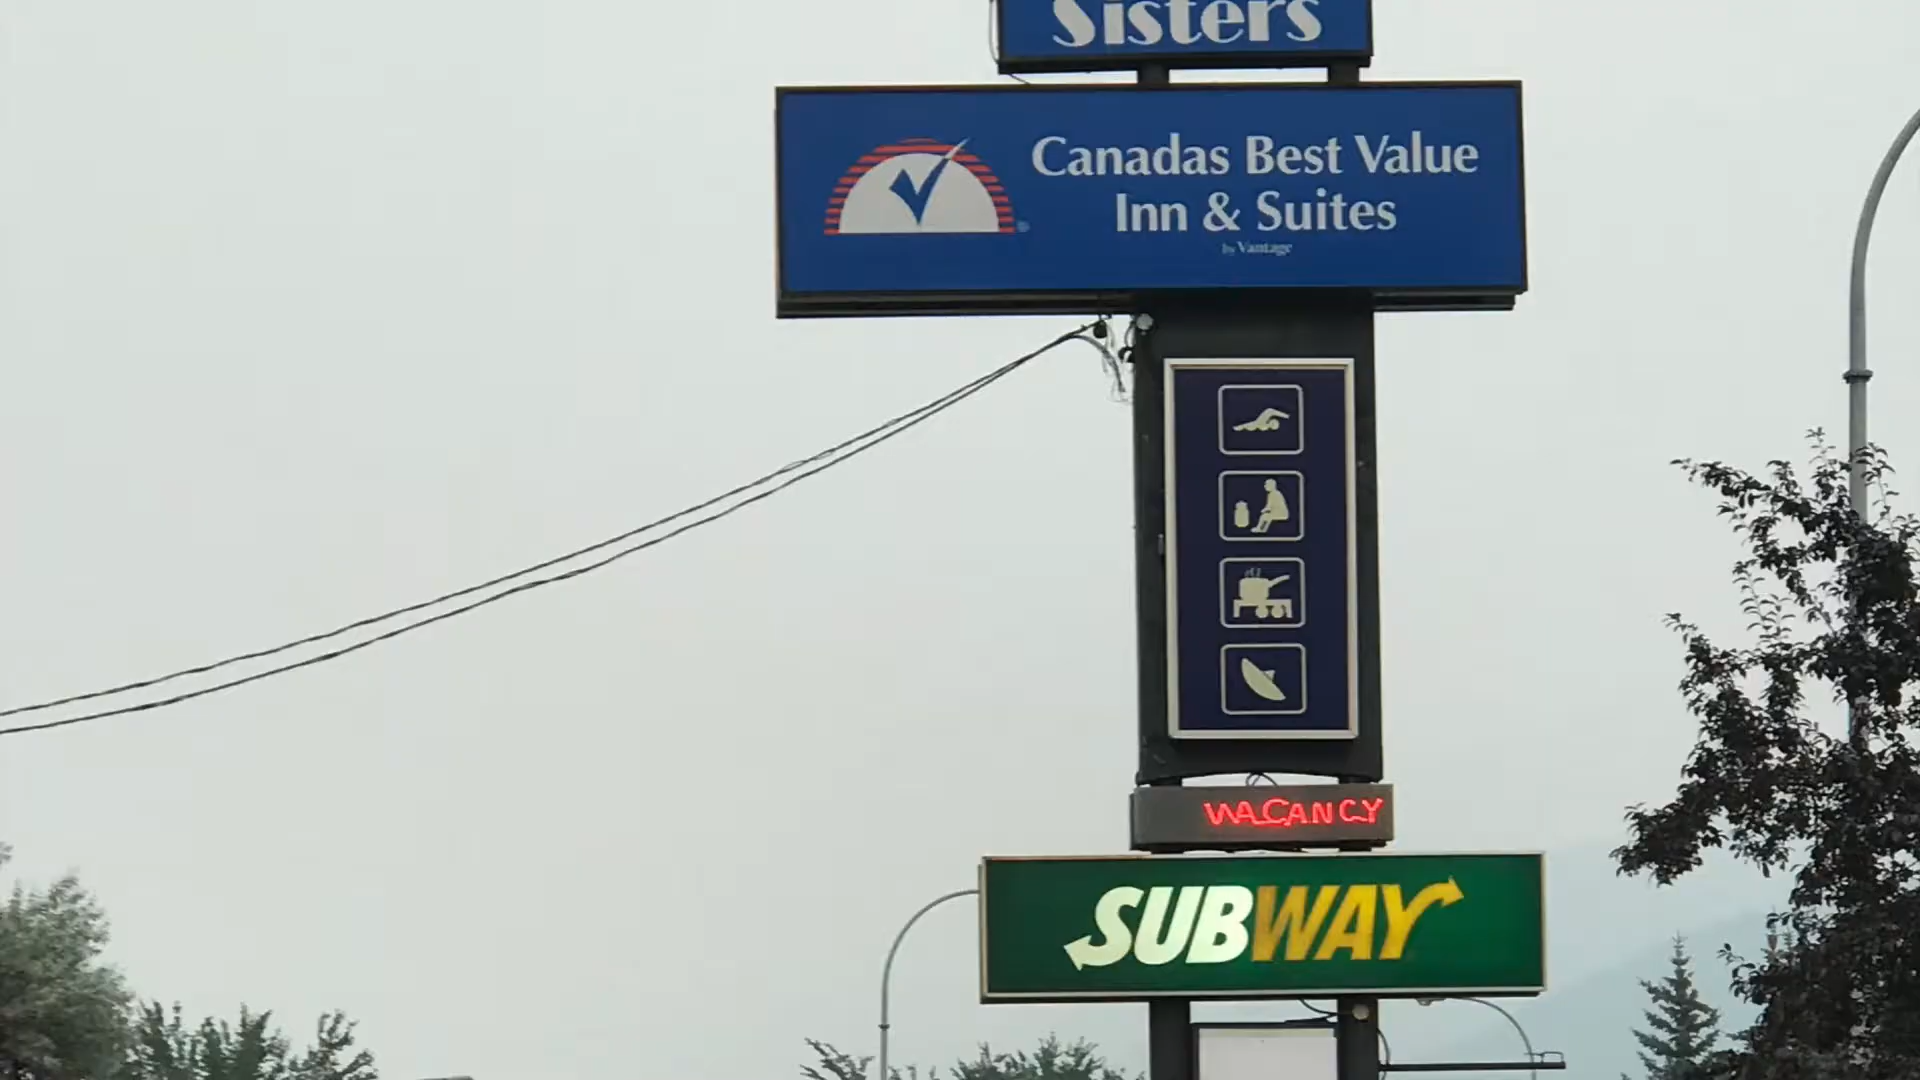 Sisters
Canadas Best Value
Inn & Suites
by Vantage
VACANCY
SUBWAY